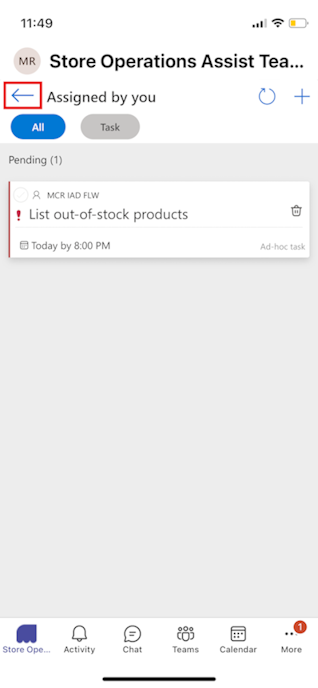 11:49
MR Store Operations Assist Tea...
Assigned by you
All Task
Pending (1)
MCR IAD FLW
! List out-of-stock products
Today by 8:00 PM Ad-hoc task
1
Store Ope... Activity Chat Teams Calendar More